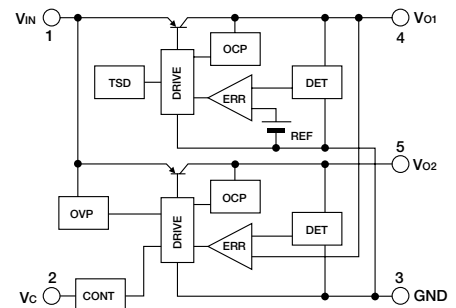 VIN
1
VO1
4
OCP
TSD
DRIVE
ERR
DET
REF
5
VO2
OVP
OCP
DRIVE
ERR
DET
2
VC
CONT
3
GND